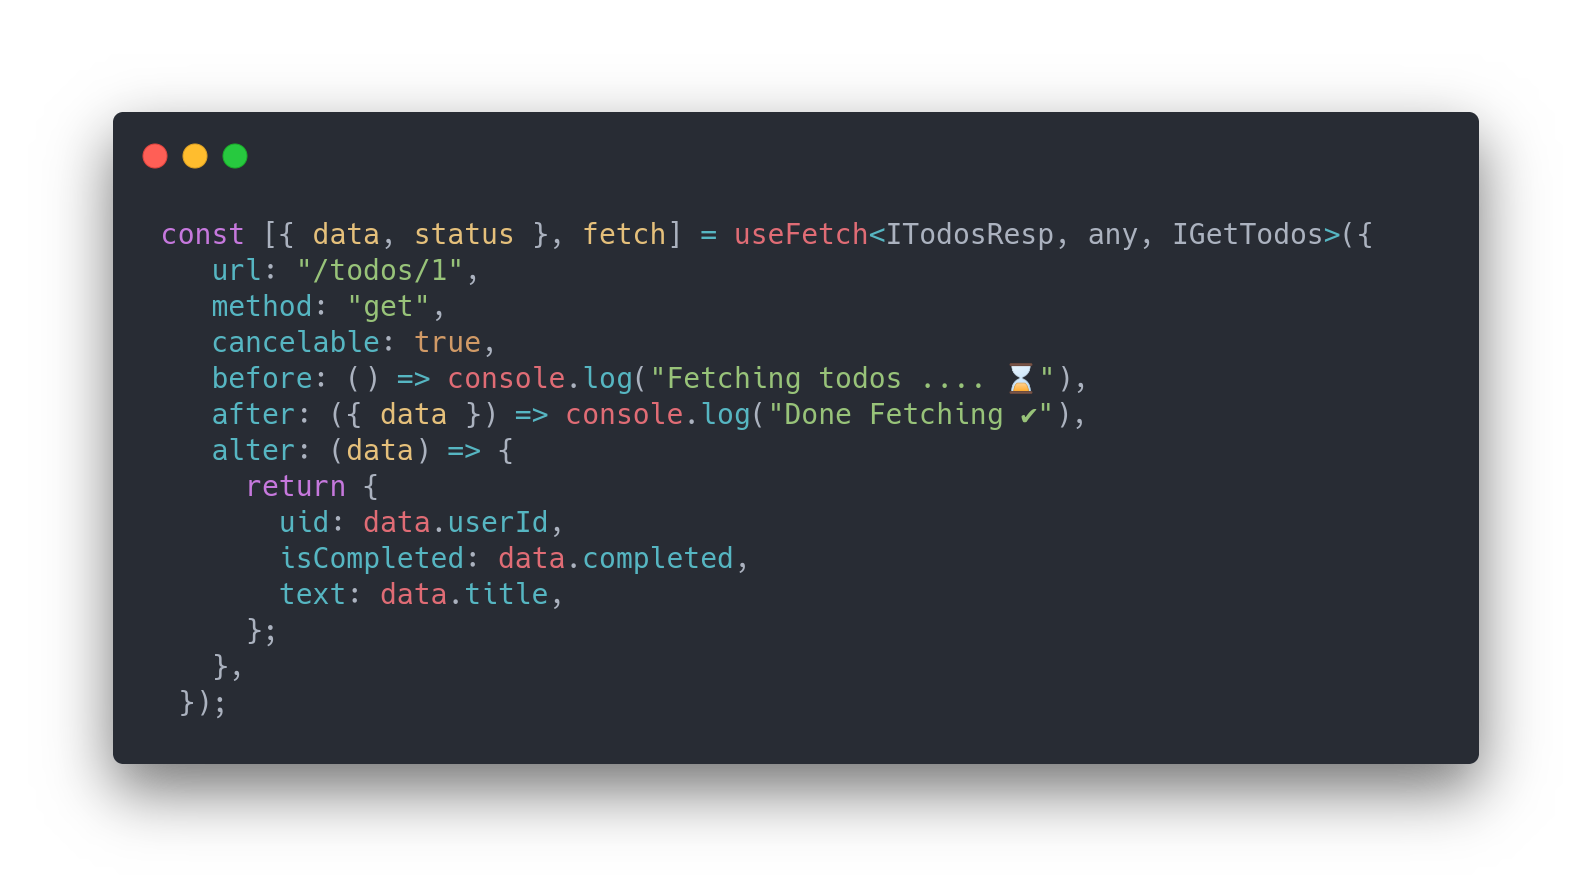 const [{ data, status }, fetch] = useFetch<ITodosResp, any, IGetTodos>({
   url: "/todos/1",
   method: "get",
   cancelable: true,
   before: () => console.log("Fetching todos .... ⌛"),
   after: ({ data }) => console.log("Done Fetching ✔"),
   alter: (data) => {
     return {
       uid: data.userId,
       isCompleted: data.completed,
       text: data.title,
     };
   },
 });